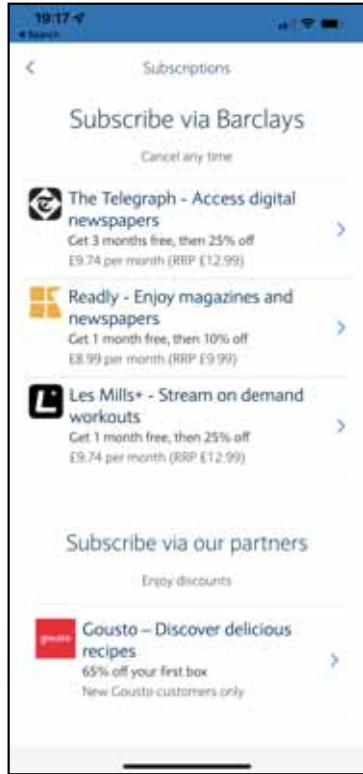 19:17
Search
Subscriptions
Subscribe via Barclays
Cancel any time
The Telegraph - Access digital
newspapers
Get 3 months free, then 25% off
£9.74 per month (RRP £12.99)
Readly - Enjoy magazines and
newspapers
Get 1 month free, then 10% off
£8.99 per month (RRP £9.99)
Les Mills+ - Stream on demand
workouts
Get 1 month free, then 25% off
£9.74 per month (RRP £12.99)
Subscribe via our partners
Enjoy discounts
gousto
Gousto – Discover delicious
recipes
65% off your first box
New Gousto customers only